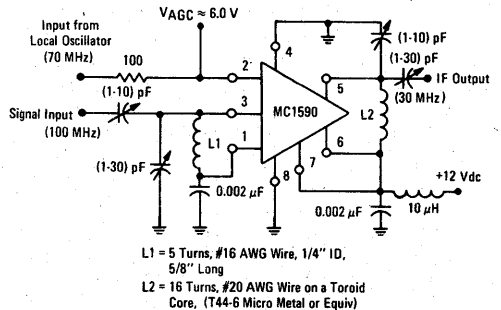 Input from
Local Oscillator
(70 MHz)
VAGC ≈ 6.0 V
100
(1-10) pF
Signal Input
(100 MHz)
(1-30) pF
L1
0.002 μF
2
3
1
4
MC1590
5
6
7
8
(1-10) pF
(1-30) pF
IF Output
(30 MHz)
L2
+12 Vdc
0.002 μF
10 μH
L1 = 5 Turns, #16 AWG Wire, 1/4" ID,
5/8" Long
L2 = 16 Turns, #20 AWG Wire on a Toroid
Core, (T44-6 Micro Metal or Equiv)